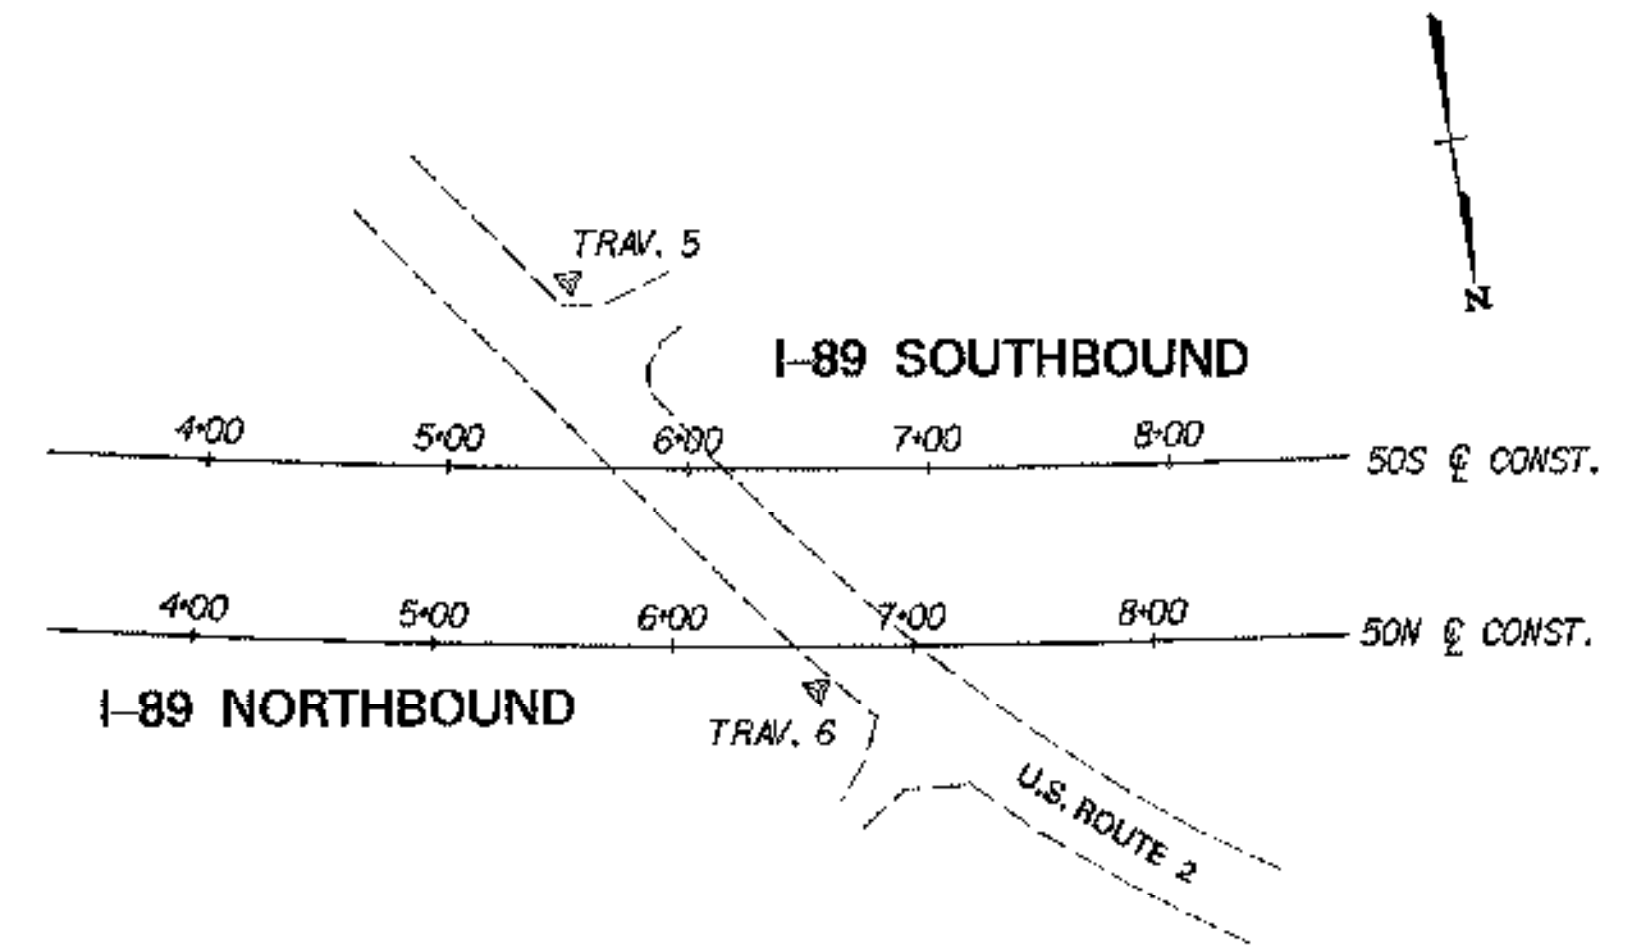 TRAV. 5
N
I-89 SOUTHBOUND
4+00 5+00 6+00 7+00 8+00
50S ℄ CONST.
4+00 5+00 6+00 7+00 8+00
50N ℄ CONST.
I-89 NORTHBOUND
TRAV. 6
U.S. ROUTE 2